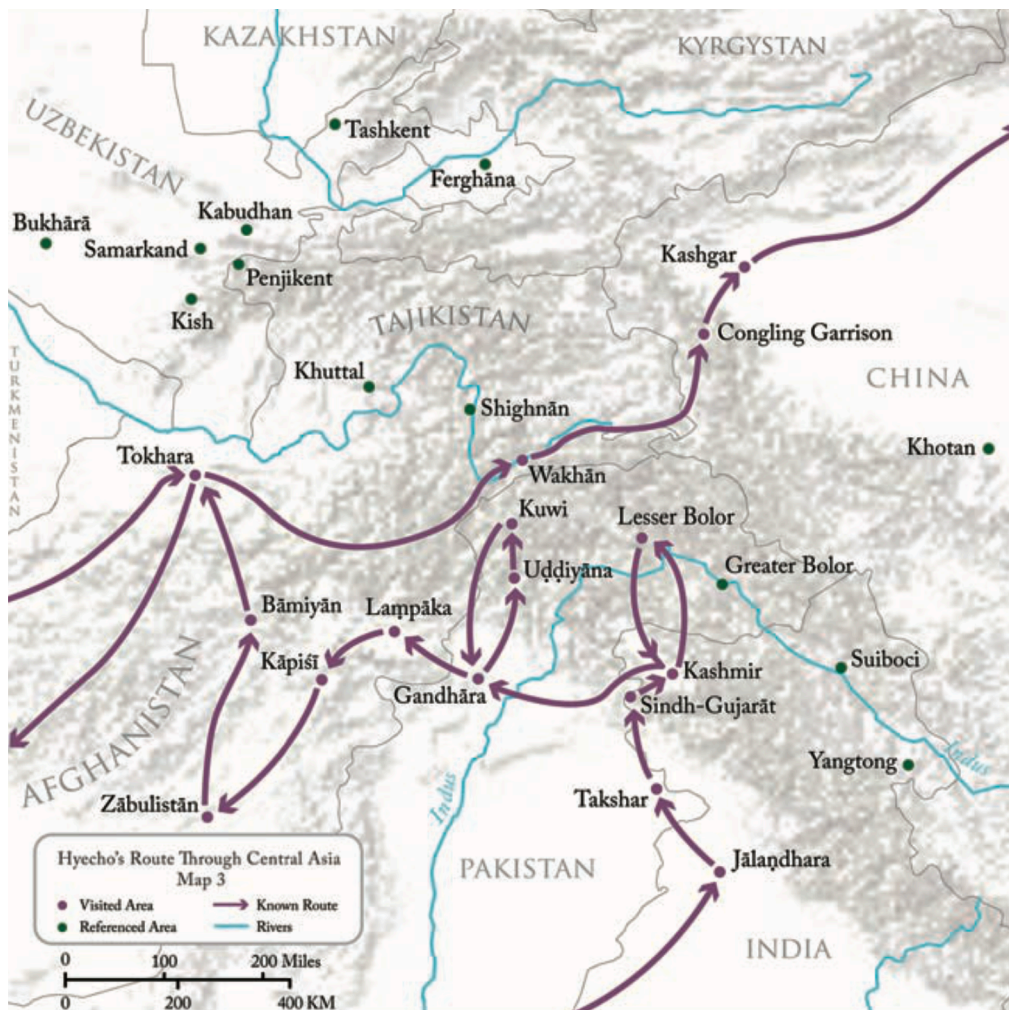 KAZAKHSTAN
KYRGYSTAN
UZBEKISTAN
Tashkent
Ferghāna
Bukhārā
Kabudhan
Samarkand
Penjikent
Kashgar
Kish
TAJIKISTAN
Congling Garrison
TURKMENISTAN
Khuttal
CHINA
Shighnān
Tokhara
Wakhān
Khotan
Kuwi
Lesser Bolor
Uḍḍiyāna
Greater Bolor
Bāmiyān
Laṃpāka
Kāpiśī
Kashmir
Suiboci
Gandhāra
Sindh-Gujarāt
AFGHANISTAN
Indus
Yangtong
Indus
Zābulistān
Takshar
PAKISTAN
Jālaṇdhara
INDIA
Hyecho's Route Through Central Asia
Map 3
Visited Area
Known Route
Referenced Area
Rivers
0 100 200 Miles
0 200 400 KM